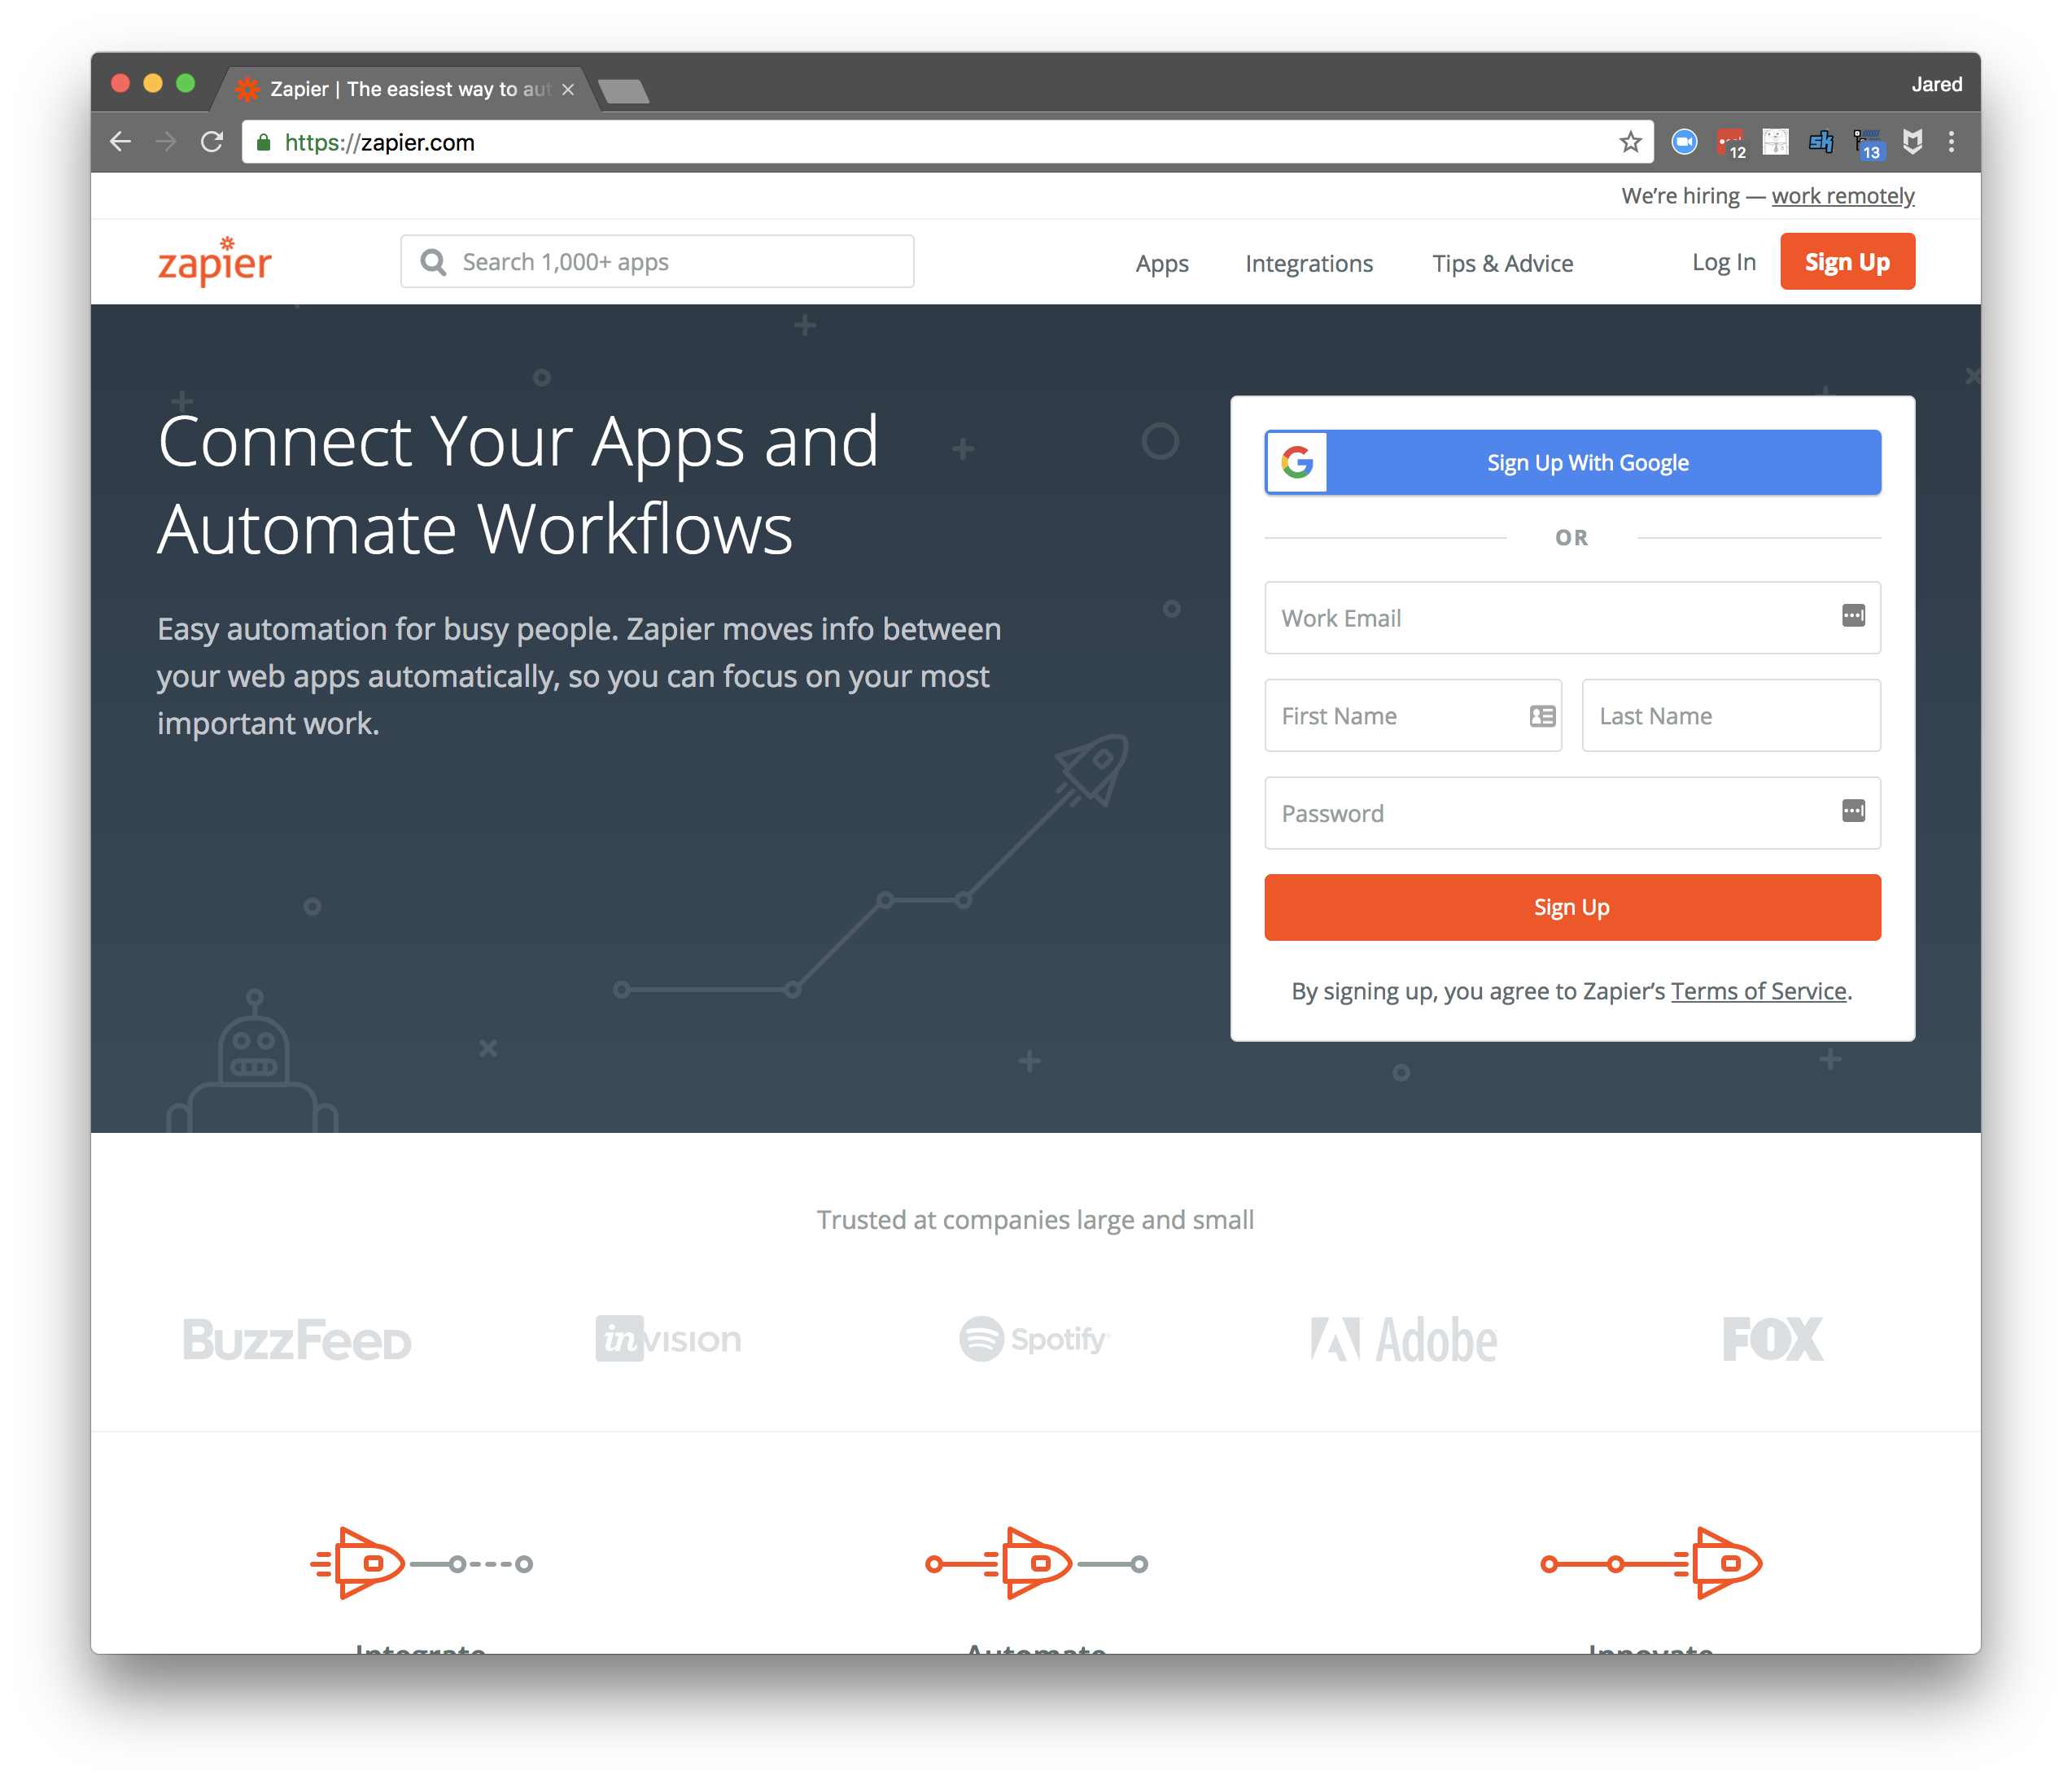 Zapier | The easiest way to aut
Jared
https://zapier.com
12
sk
13
We're hiring — work remotely
zapier
Search 1,000+ apps
Apps
Integrations
Tips & Advice
Log In
Sign Up
Connect Your Apps and
Automate Workflows
Easy automation for busy people. Zapier moves info between
your web apps automatically, so you can focus on your most
important work.
Sign Up With Google
OR
Work Email
First Name
Last Name
Password
Sign Up
By signing up, you agree to Zapier’s Terms of Service.
Trusted at companies large and small
BuzzFeed
invision
Spotify
Adobe
FOX
Integrate
Automate
Innovate